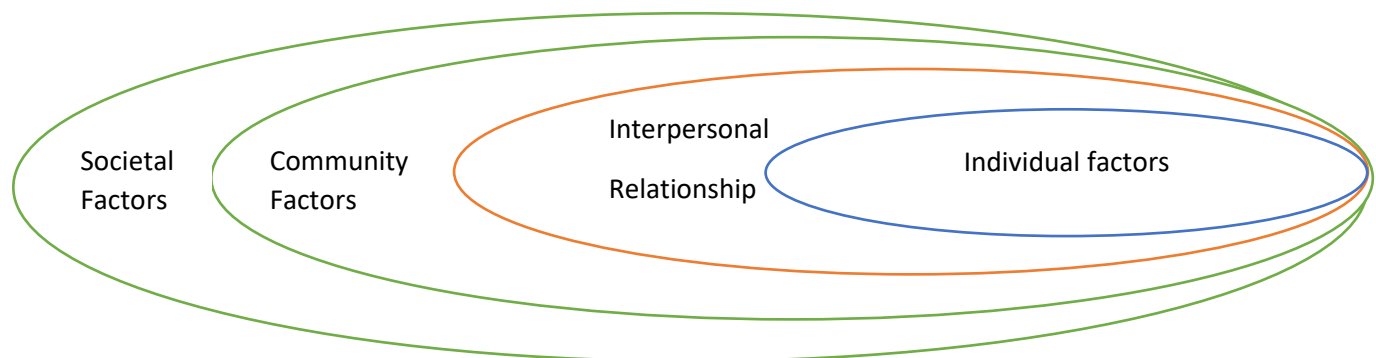 Societal
Factors
Community
Factors
Interpersonal
Relationship
Individual factors